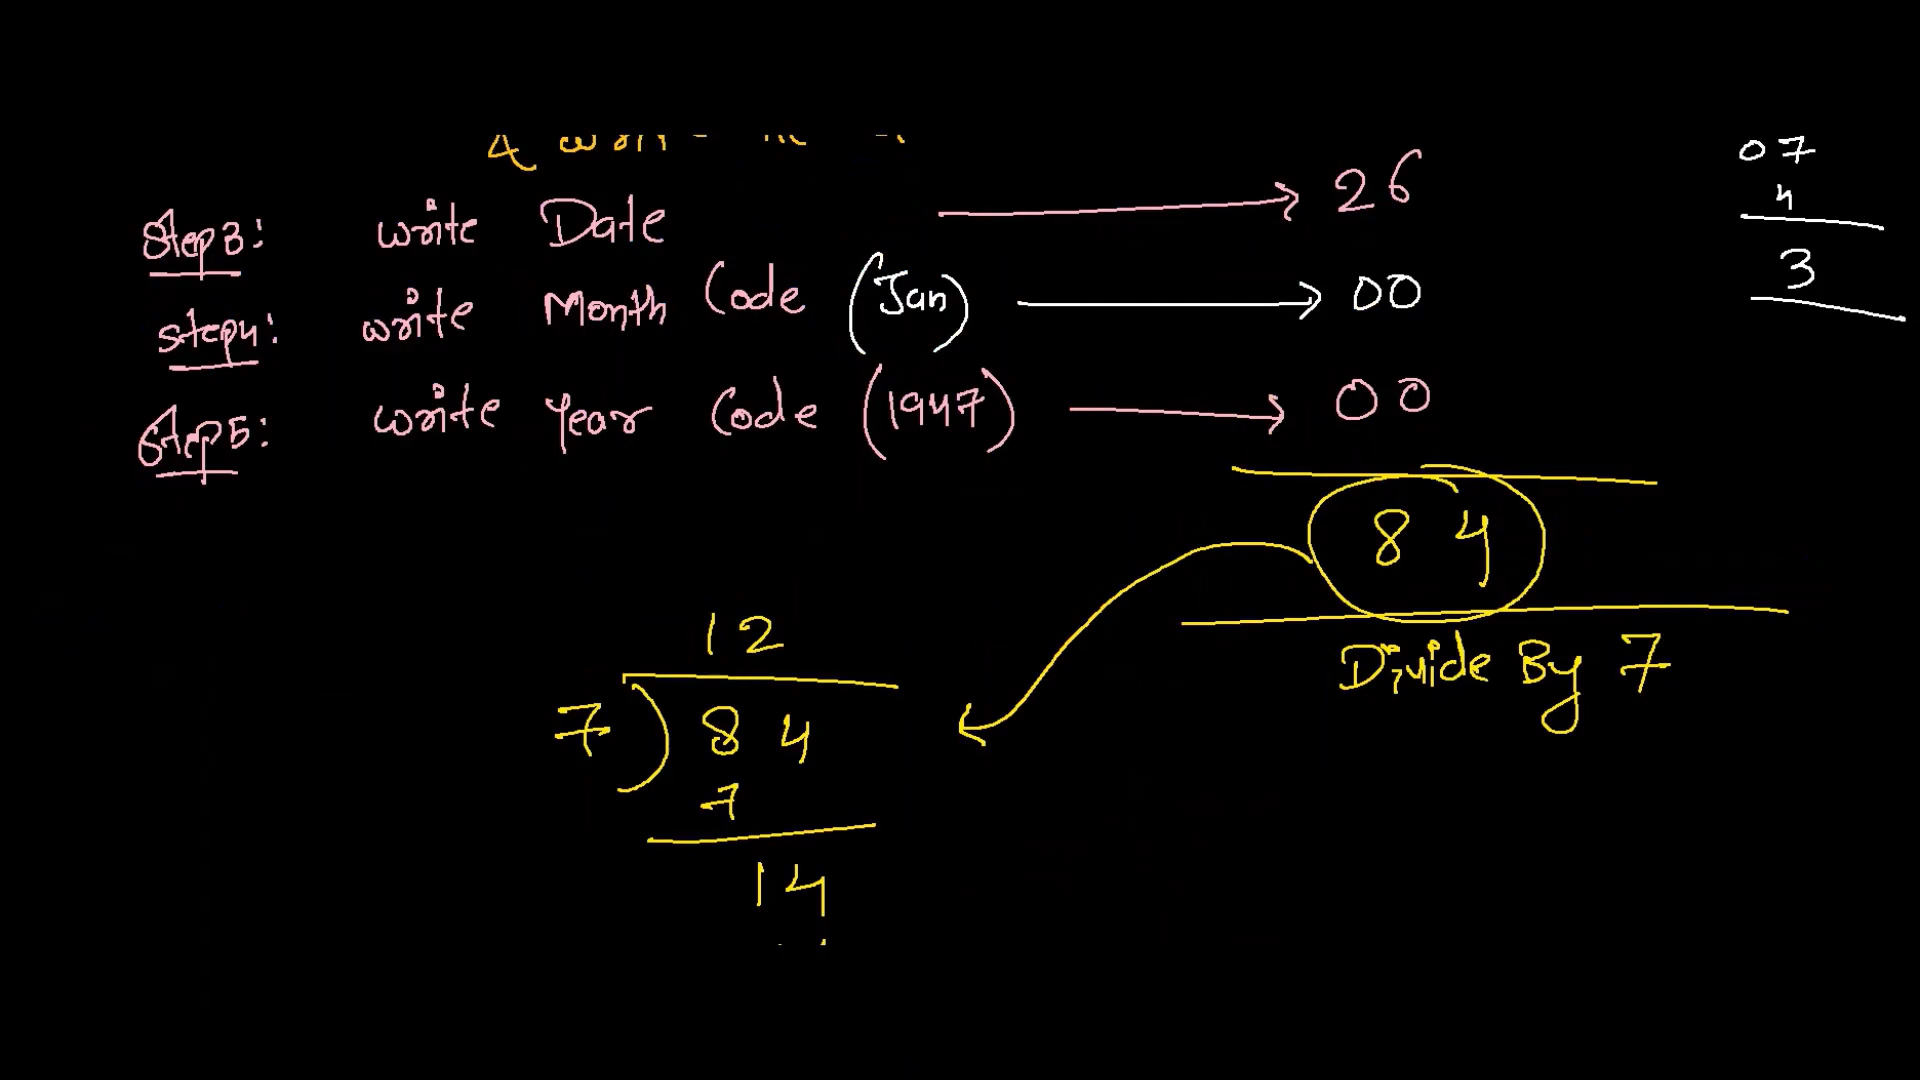 Step3: write Date → 26
Step4: write Month Code (Jan) → 00
Step5: write Year Code (1947) → 00
07
4
3
84
Divide By 7
12
7) 84
7
14